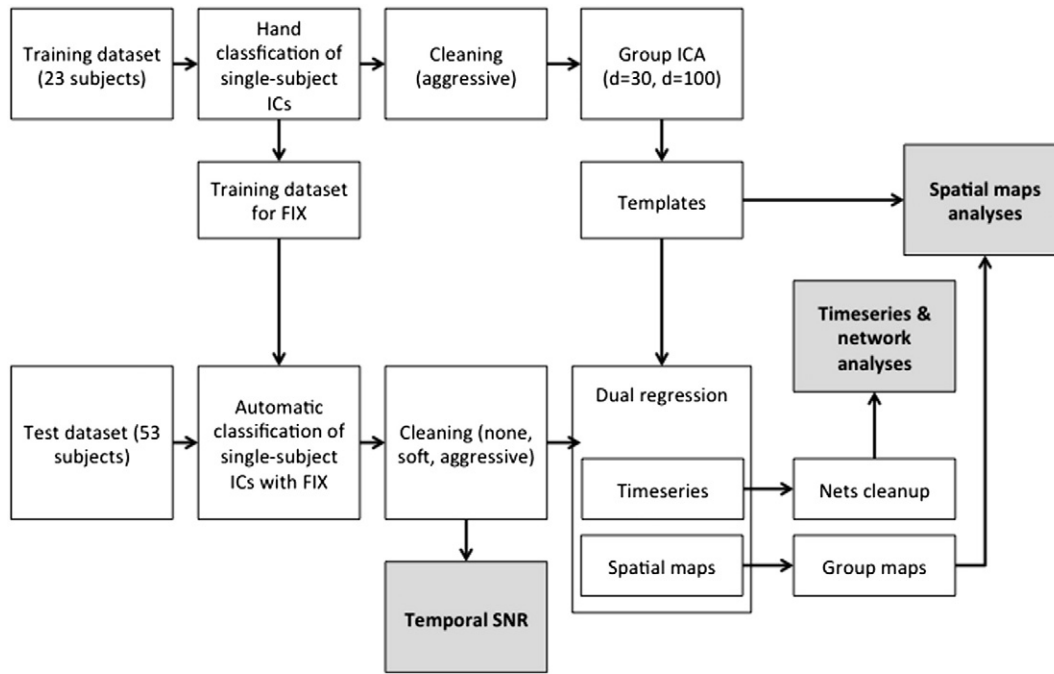 Training dataset
(23 subjects)
Hand
classfication of
single-subject
ICs
Cleaning
(aggressive)
Group ICA
(d=30, d=100)
Training dataset
for FIX
Templates
Spatial maps
analyses
Timeseries &
network
analyses
Test dataset (53
subjects)
Automatic
classification of
single-subject
ICs with FIX
Cleaning (none,
soft, aggressive)
Dual regression
Timeseries
Nets cleanup
Spatial maps
Group maps
Temporal SNR